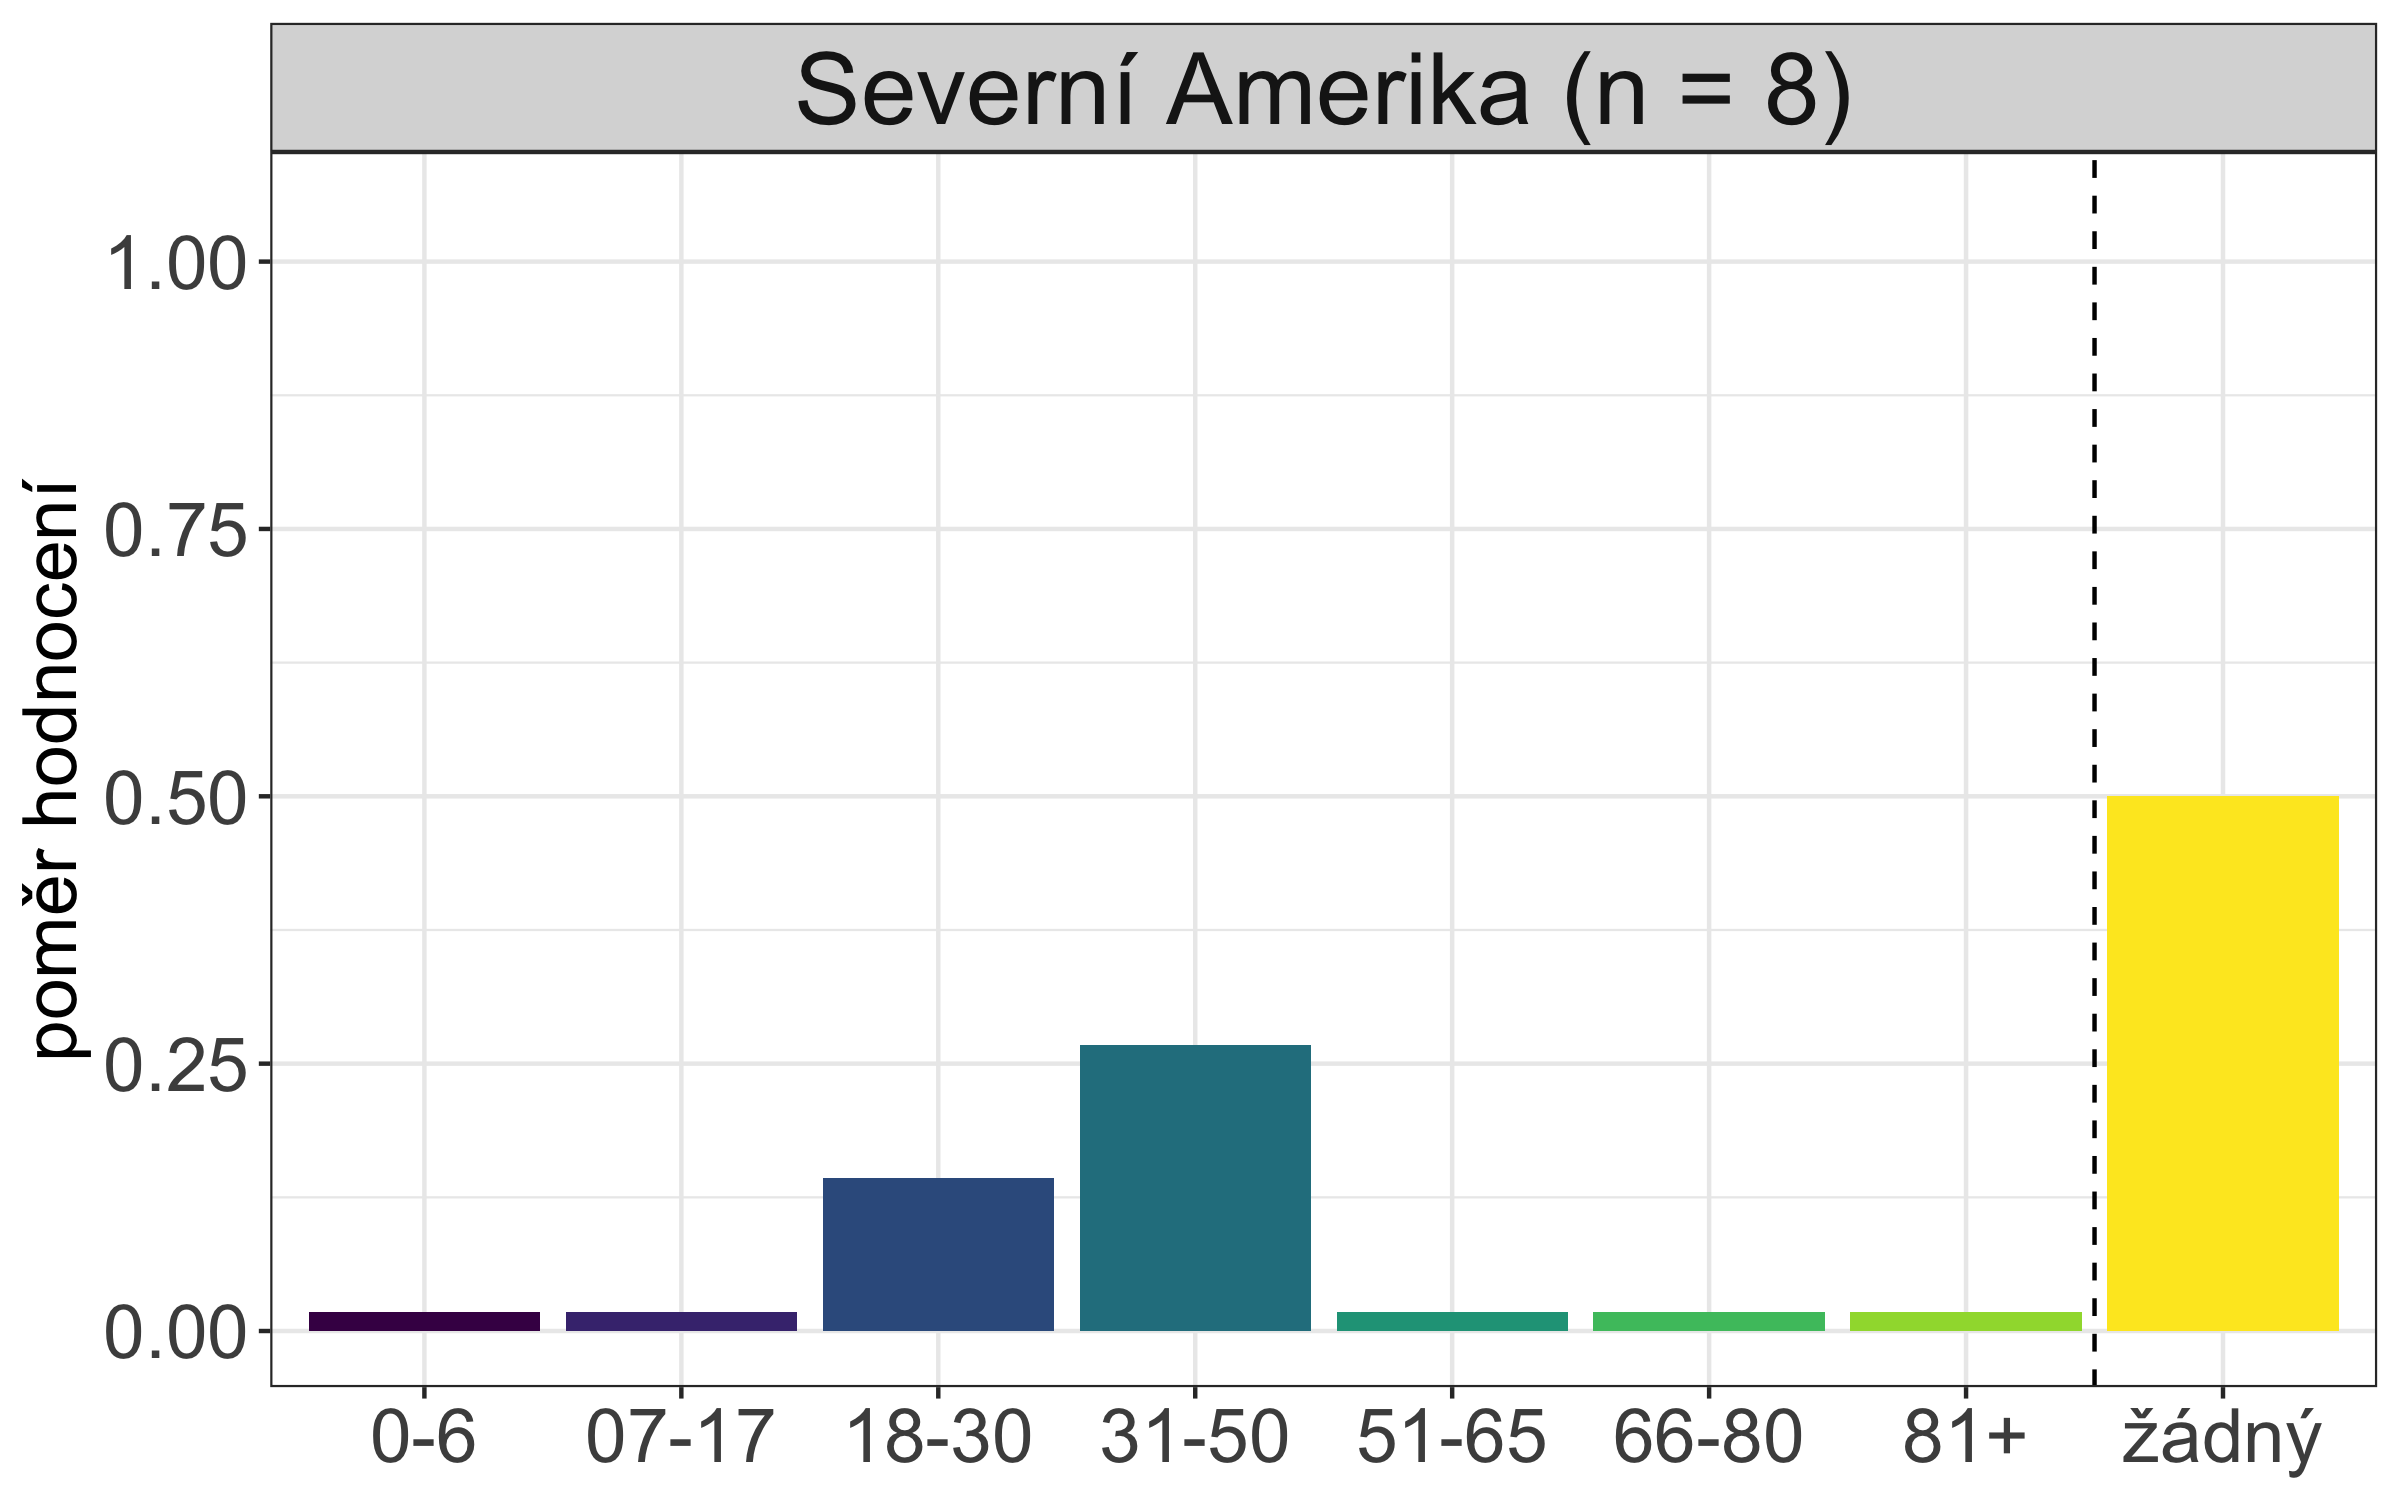 Severní Amerika (n = 8)
poměr hodnocení
1.00
0.75
0.50
0.25
0.00
0-6 07-17 18-30 31-50 51-65 66-80 81+ žádný